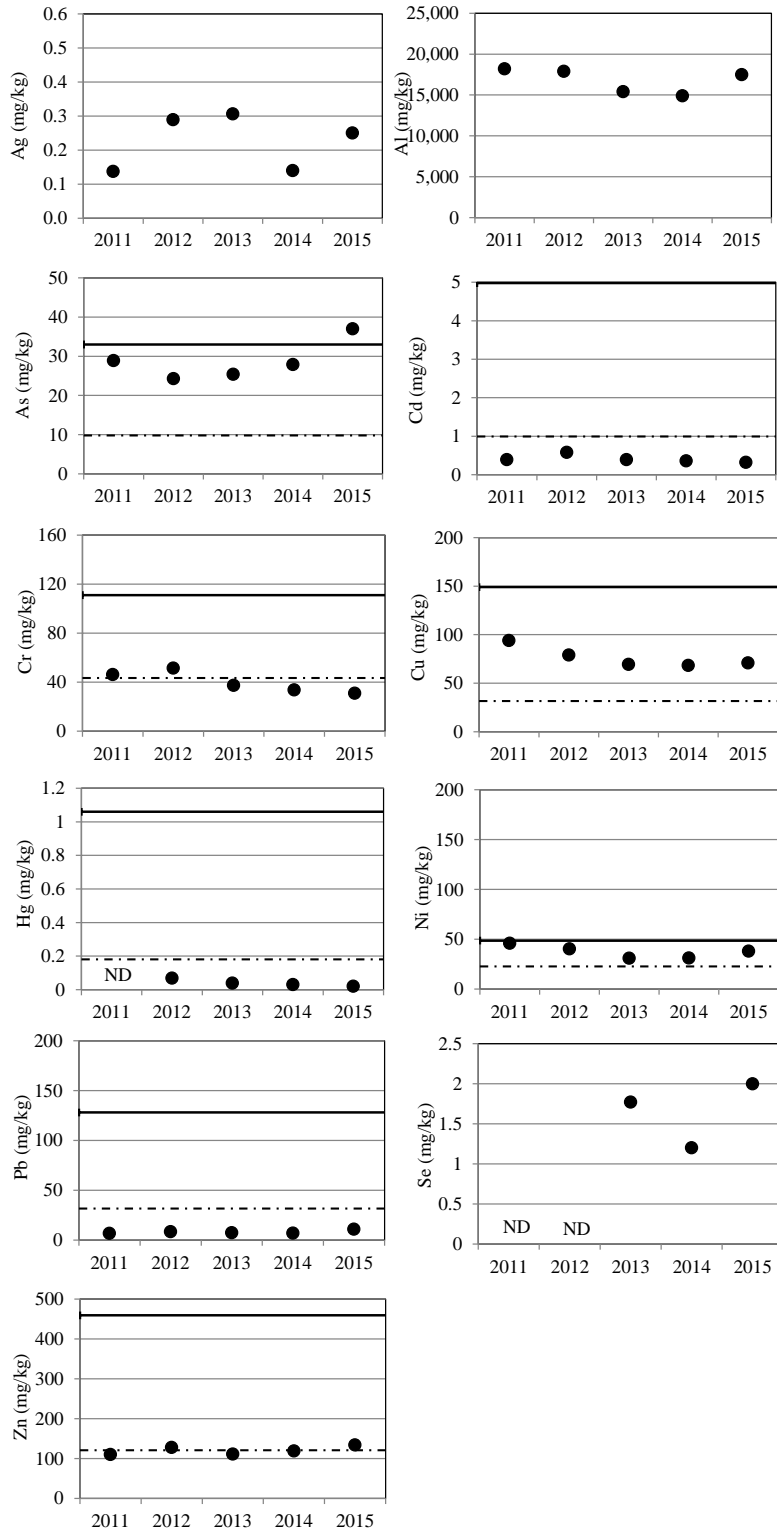 Ag (mg/kg)
0.6
0.5
0.4
0.3
0.2
0.1
0.0
2011 2012 2013 2014 2015
Al (mg/kg)
25,000
20,000
15,000
10,000
5,000
0
2011 2012 2013 2014 2015
As (mg/kg)
50
40
30
20
10
0
2011 2012 2013 2014 2015
Cd (mg/kg)
5
4
3
2
1
0
2011 2012 2013 2014 2015
Cr (mg/kg)
160
120
80
40
0
2011 2012 2013 2014 2015
Cu (mg/kg)
200
150
100
50
0
2011 2012 2013 2014 2015
Hg (mg/kg)
1.2
1
0.8
0.6
0.4
0.2
0
ND
2011 2012 2013 2014 2015
Ni (mg/kg)
200
150
100
50
0
2011 2012 2013 2014 2015
Pb (mg/kg)
200
150
100
50
0
2011 2012 2013 2014 2015
Se (mg/kg)
2.5
2
1.5
1
0.5
0
ND ND
2011 2012 2013 2014 2015
Zn (mg/kg)
500
400
300
200
100
0
2011 2012 2013 2014 2015